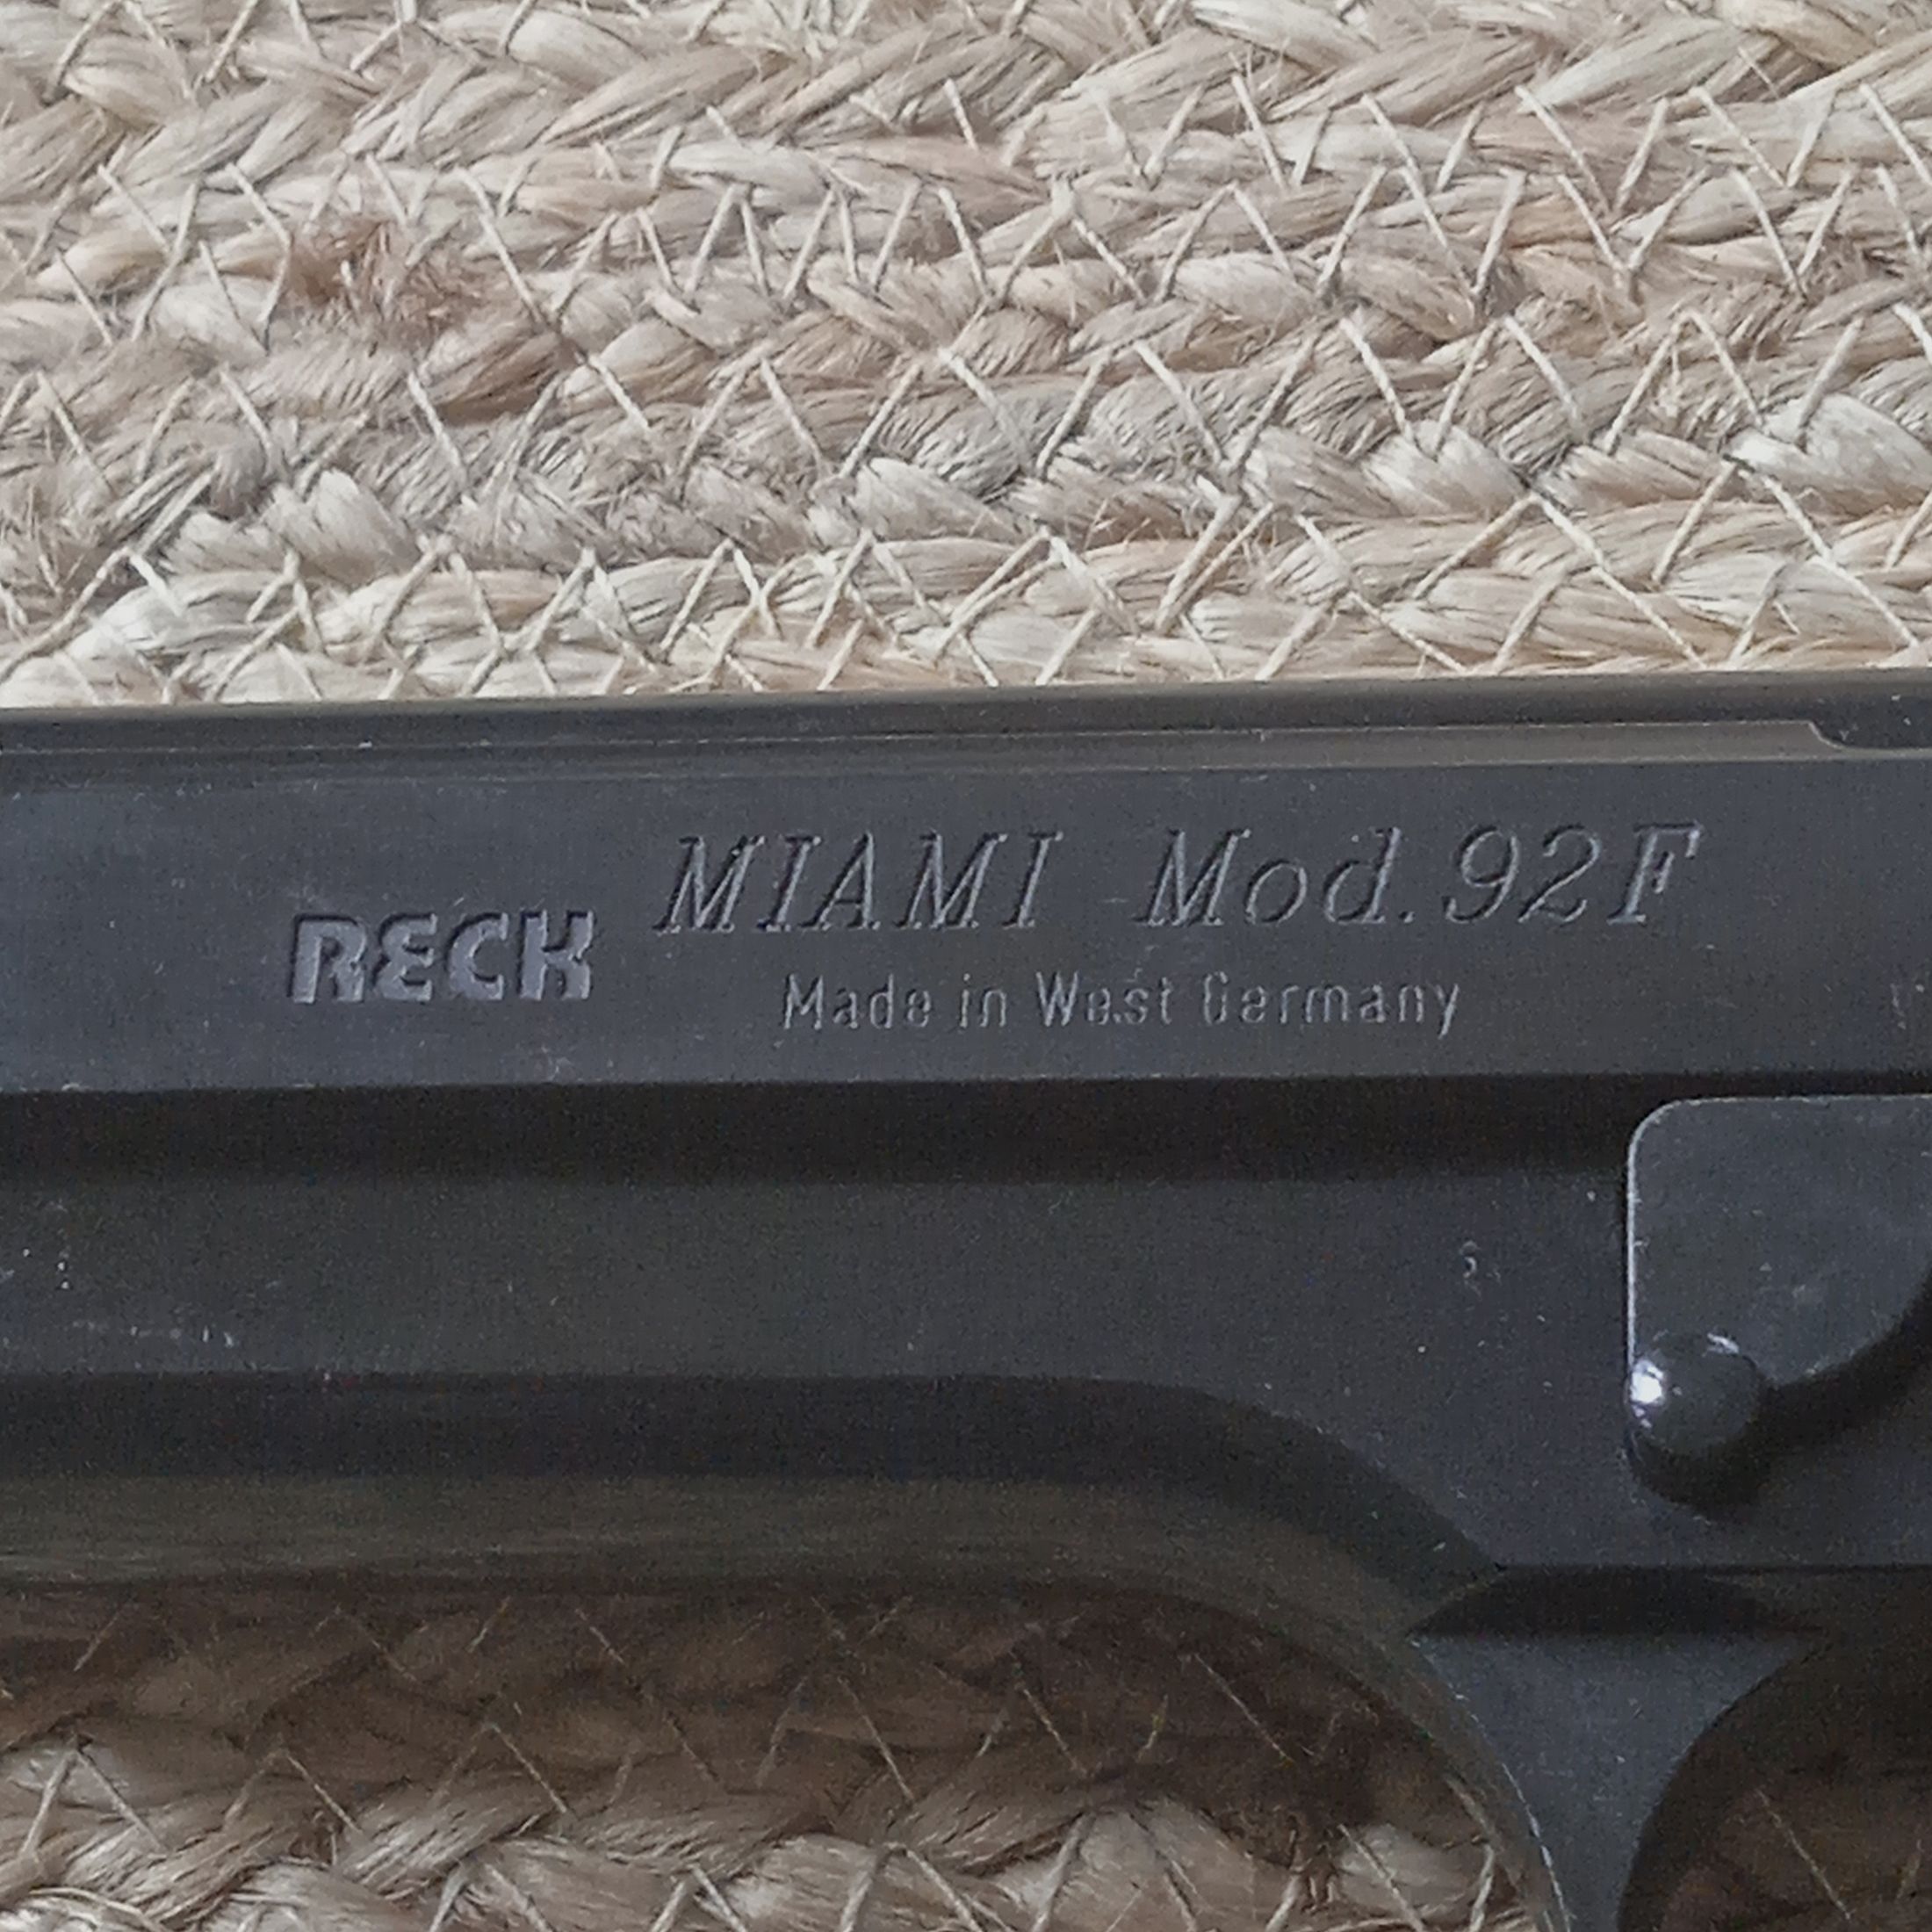 RECK
MIAMI Mod. 92F
Made in West Germany